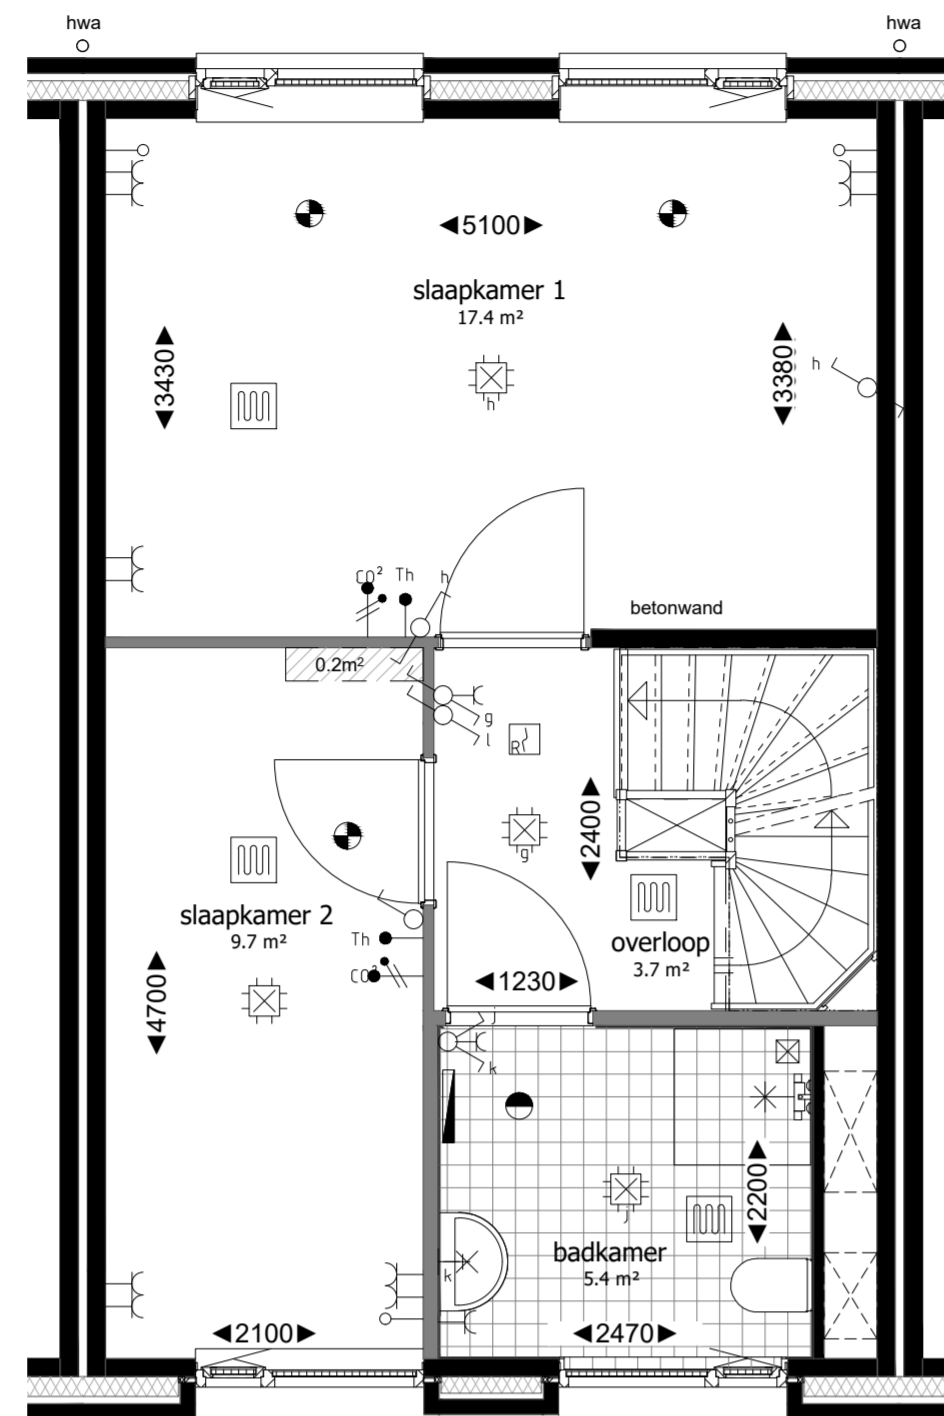 hwa
hwa
5100
slaapkamer 1
17.4 m²
3430
3380
h
h
CO²
Th
h
betonwand
0.2m²
g
l
R
2400
g
slaapkamer 2
9.7 m²
overloop
3.7 m²
Th
CO²
4700
1230
j
k
2200
j
badkamer
5.4 m²
k
2100
2470